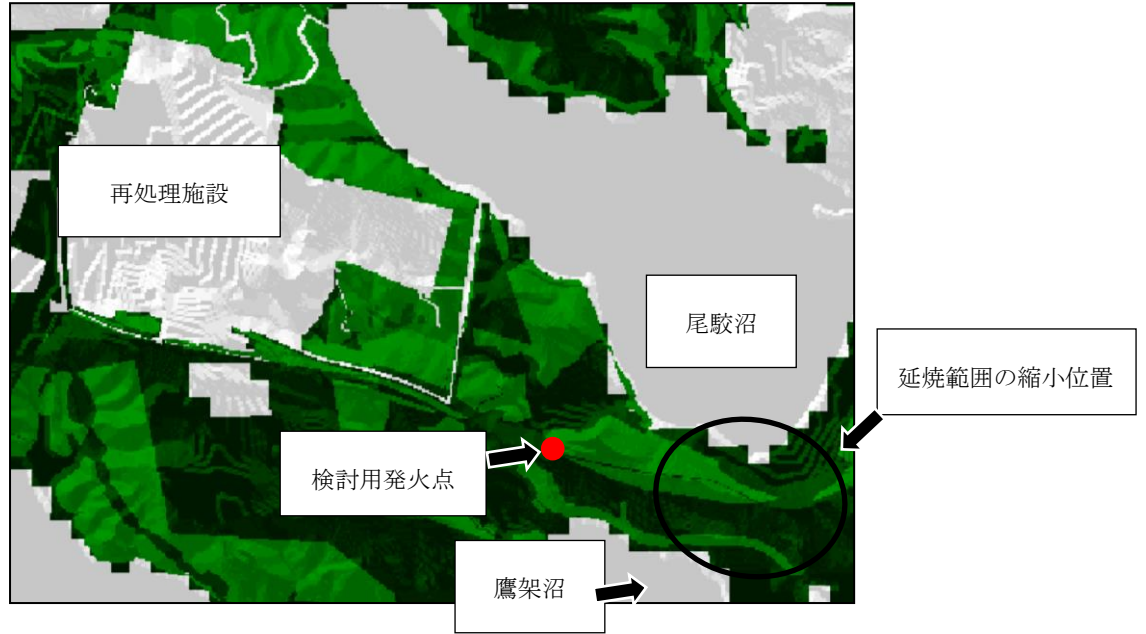 再処理施設
尾駮沼
延焼範囲の縮小位置
検討用発火点
鷹架沼